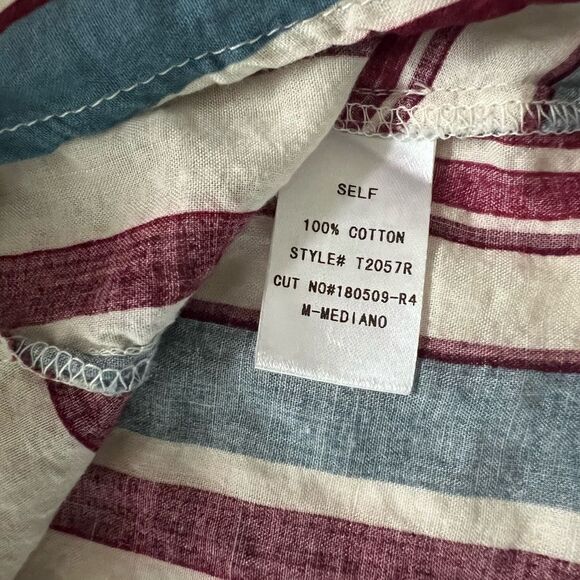 SELF
100% COTTON
STYLE# T2057R
CUT NO#180509-R4
M-MEDIANO